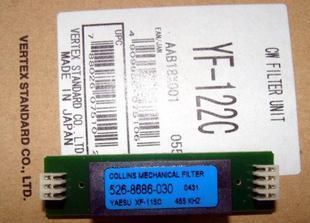 CW FILTER UNIT
YF-122C
AAB18X001
EAN/JAN
UPC
VERTEX STANDARD CO., LTD.
MADE IN JAPAN
VERTEX STANDARD CO., LTD.
COLLINS MECHANICAL FILTER
526-8686-030 0431
YAESU XF-115C 455 KHZ